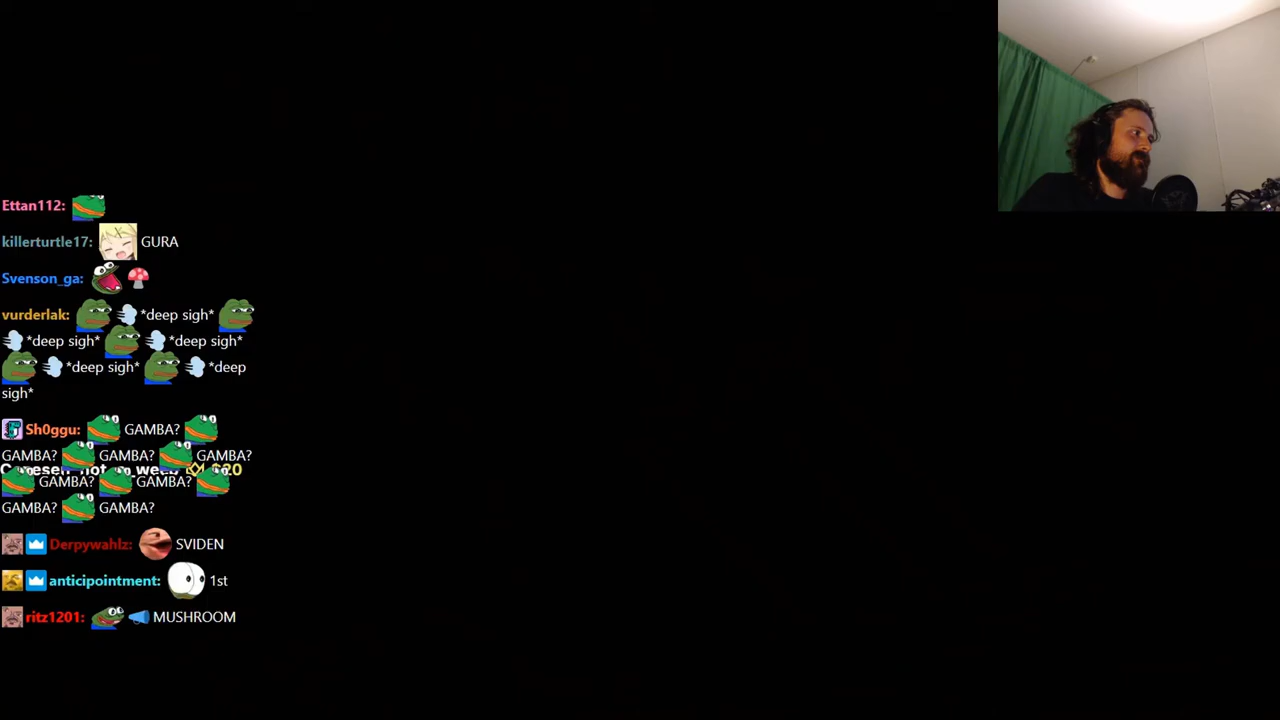 Ettan112:
killerturtle17: GURA
Svenson_ga:
vurderlak: *deep sigh*
*deep sigh* *deep sigh*
*deep sigh* *deep
sigh*
Sh0ggu: GAMBA?
GAMBA? GAMBA? GAMBA?
$20
GAMBA? GAMBA?
GAMBA? GAMBA?
Derpywahlz: SVIDEN
anticipointment: 1st
ritz1201: MUSHROOM